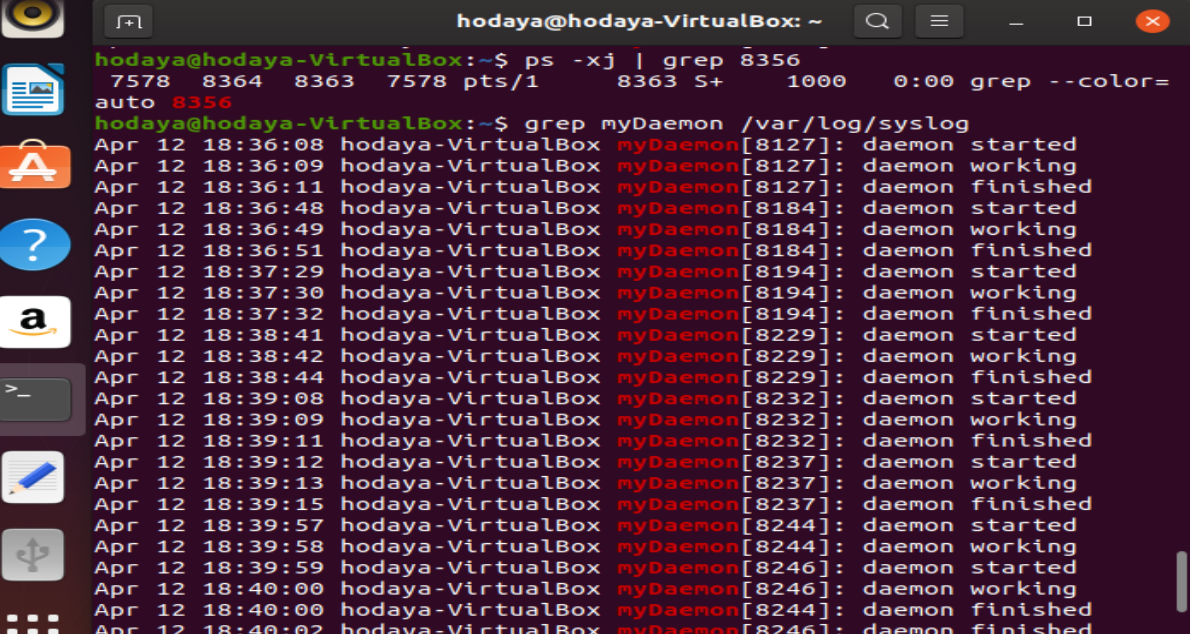 hodaya@hodaya-VirtualBox: ~
hodaya@hodaya-VirtualBox:~$ ps -xj | grep 8356
7578 8364 8363 7578 pts/1 8363 S+ 1000 0:00 grep --color=
auto 8356
hodaya@hodaya-VirtualBox:~$ grep myDaemon /var/log/syslog
Apr 12 18:36:08 hodaya-VirtualBox myDaemon[8127]: daemon started
Apr 12 18:36:09 hodaya-VirtualBox myDaemon[8127]: daemon working
Apr 12 18:36:11 hodaya-VirtualBox myDaemon[8127]: daemon finished
Apr 12 18:36:48 hodaya-VirtualBox myDaemon[8184]: daemon started
Apr 12 18:36:49 hodaya-VirtualBox myDaemon[8184]: daemon working
Apr 12 18:36:51 hodaya-VirtualBox myDaemon[8184]: daemon finished
Apr 12 18:37:29 hodaya-VirtualBox myDaemon[8194]: daemon started
Apr 12 18:37:30 hodaya-VirtualBox myDaemon[8194]: daemon working
Apr 12 18:37:32 hodaya-VirtualBox myDaemon[8194]: daemon finished
Apr 12 18:38:41 hodaya-VirtualBox myDaemon[8229]: daemon started
Apr 12 18:38:42 hodaya-VirtualBox myDaemon[8229]: daemon working
Apr 12 18:38:44 hodaya-VirtualBox myDaemon[8229]: daemon finished
Apr 12 18:39:08 hodaya-VirtualBox myDaemon[8232]: daemon started
Apr 12 18:39:09 hodaya-VirtualBox myDaemon[8232]: daemon working
Apr 12 18:39:11 hodaya-VirtualBox myDaemon[8232]: daemon finished
Apr 12 18:39:12 hodaya-VirtualBox myDaemon[8237]: daemon started
Apr 12 18:39:13 hodaya-VirtualBox myDaemon[8237]: daemon working
Apr 12 18:39:15 hodaya-VirtualBox myDaemon[8237]: daemon finished
Apr 12 18:39:57 hodaya-VirtualBox myDaemon[8244]: daemon started
Apr 12 18:39:58 hodaya-VirtualBox myDaemon[8244]: daemon working
Apr 12 18:39:59 hodaya-VirtualBox myDaemon[8246]: daemon started
Apr 12 18:40:00 hodaya-VirtualBox myDaemon[8246]: daemon working
Apr 12 18:40:00 hodaya-VirtualBox myDaemon[8244]: daemon finished
Apr 12 18:40:02 hodaya-VirtualBox myDaemon[8246]: daemon finished